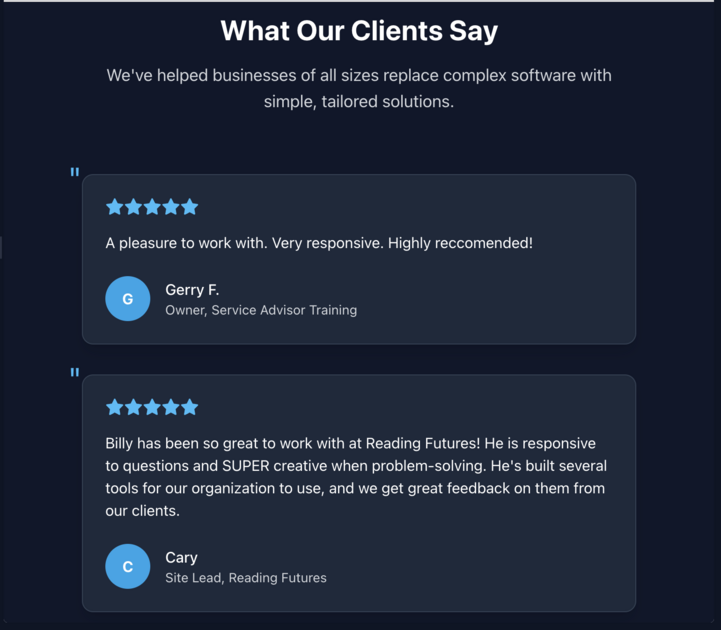 What Our Clients Say
We've helped businesses of all sizes replace complex software with
simple, tailored solutions.
"
A pleasure to work with. Very responsive. Highly reccomended!
G
Gerry F.
Owner, Service Advisor Training
"
Billy has been so great to work with at Reading Futures! He is responsive
to questions and SUPER creative when problem-solving. He's built several
tools for our organization to use, and we get great feedback on them from
our clients.
C
Cary
Site Lead, Reading Futures